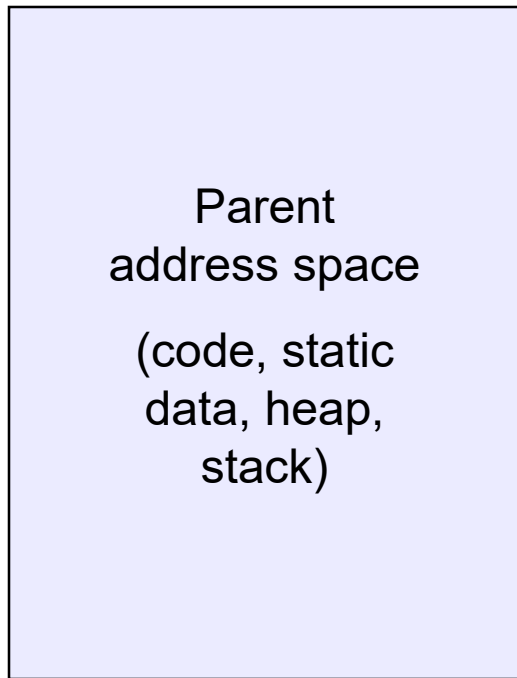 Parent
address space
(code, static
data, heap,
stack)